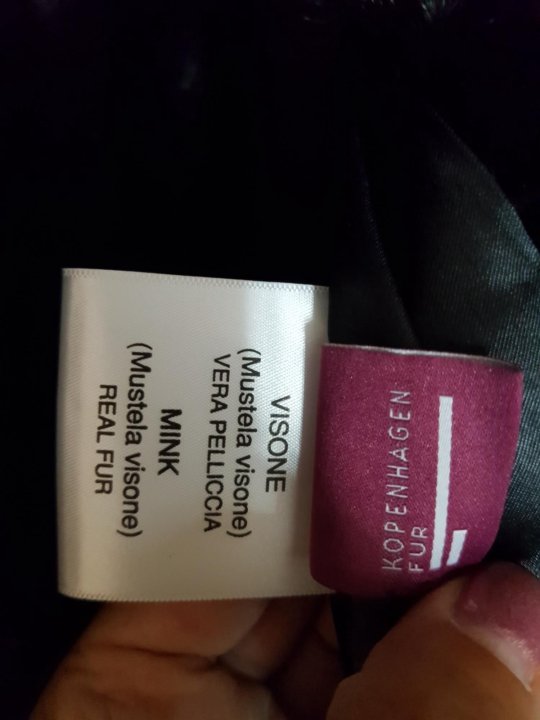 VISONE
(Mustela visone)
VERA PELLICCIA
MINK
(Mustela visone)
REAL FUR
KOPENHAGEN
FUR